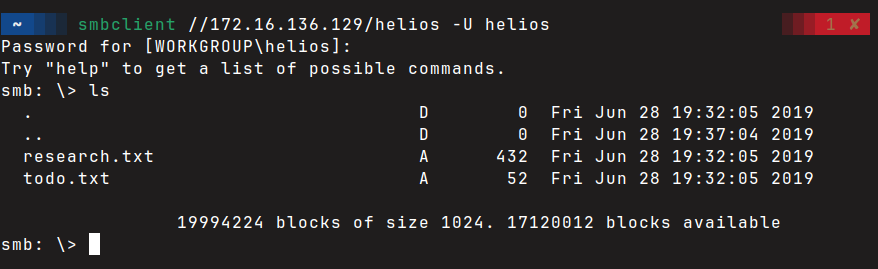 ~ smbclient //172.16.136.129/helios -U helios 1 ✘
Password for [WORKGROUP\helios]:
Try "help" to get a list of possible commands.
smb: \> ls
  .                                   D        0  Fri Jun 28 19:32:05 2019
  ..                                  D        0  Fri Jun 28 19:37:04 2019
  research.txt                        A      432  Fri Jun 28 19:32:05 2019
  todo.txt                            A       52  Fri Jun 28 19:32:05 2019
19994224 blocks of size 1024. 17120012 blocks available
smb: \>